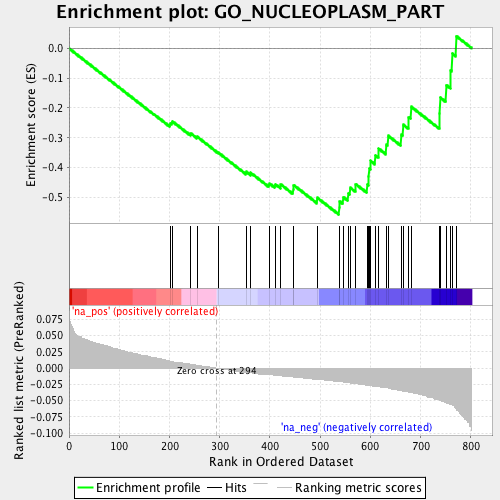 Enrichment plot: GO_NUCLEOPLASM_PART
Enrichment score (ES)
0.0
-0.1
-0.2
-0.3
-0.4
-0.5
'na_pos' (positively correlated)
Ranked list metric (PreRanked)
0.075
0.050
0.025
0.000
-0.025
-0.050
-0.075
-0.100
Zero cross at 294
'na_neg' (negatively correlated)
0 100 200 300 400 500 600 700 800
Rank in Ordered Dataset
Enrichment profile Hits Ranking metric scores